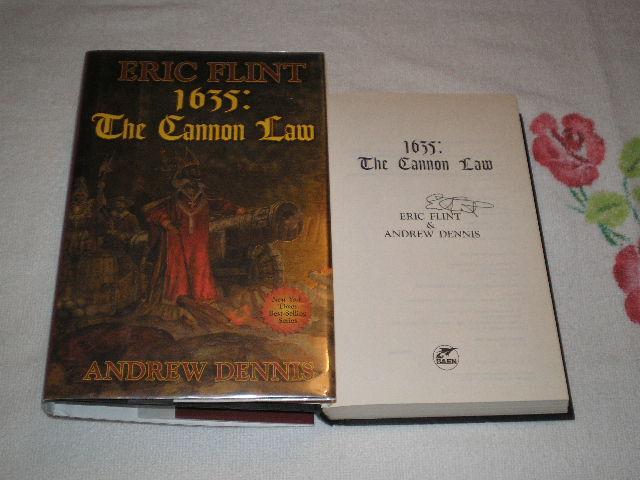 ERIC FLINT
1635:
The Cannon Law
New York
Times
Best-Selling
Series
ANDREW DENNIS
1635:
The Cannon Law
ERIC FLINT
&
ANDREW DENNIS
BAEN